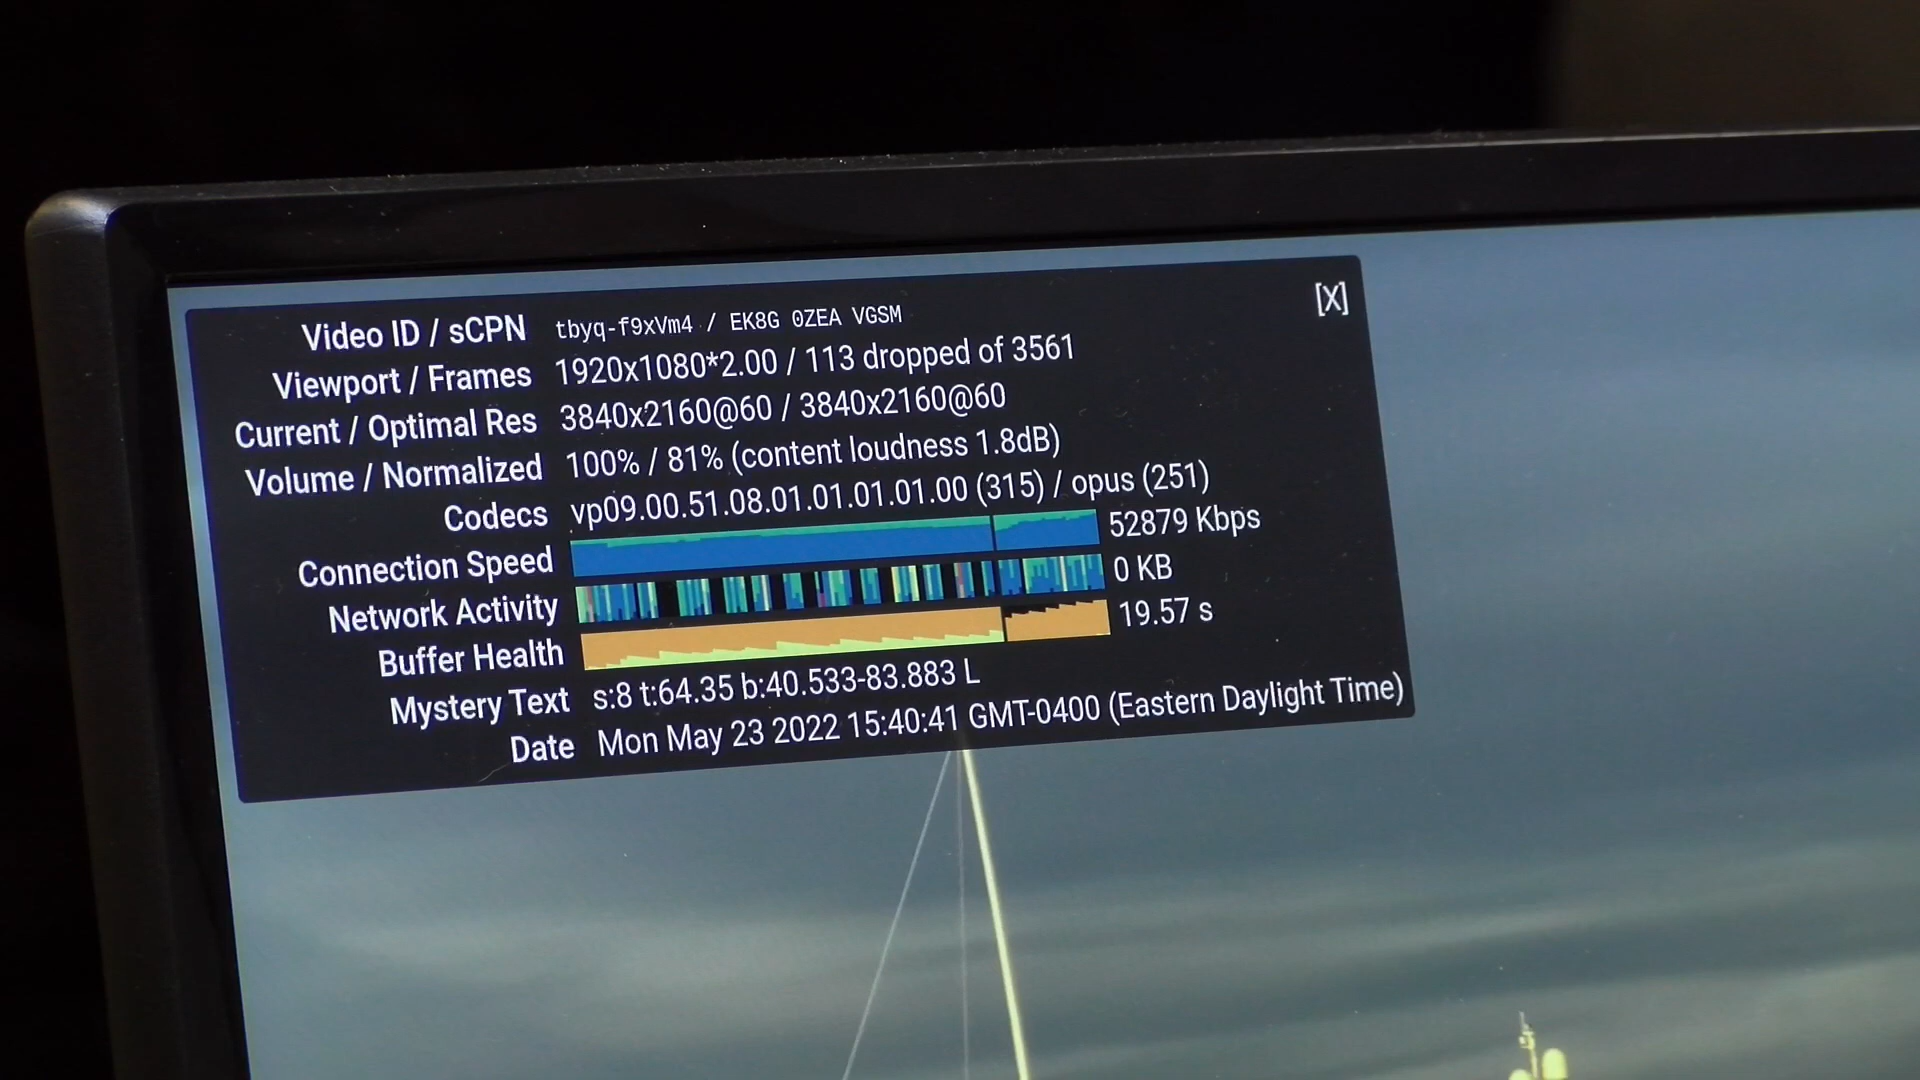 [X]
Video ID / sCPN tbyq-f9xVm4 / EK8G 0ZEA VGSM
Viewport / Frames 1920x1080*2.00 / 113 dropped of 3561
Current / Optimal Res 3840x2160@60 / 3840x2160@60
Volume / Normalized 100% / 81% (content loudness 1.8dB)
Codecs vp09.00.51.08.01.01.01.01.00 (315) / opus (251)
Connection Speed 52879 Kbps
Network Activity 0 KB
Buffer Health 19.57 s
Mystery Text s:8 t:64.35 b:40.533-83.883 L
Date Mon May 23 2022 15:40:41 GMT-0400 (Eastern Daylight Time)